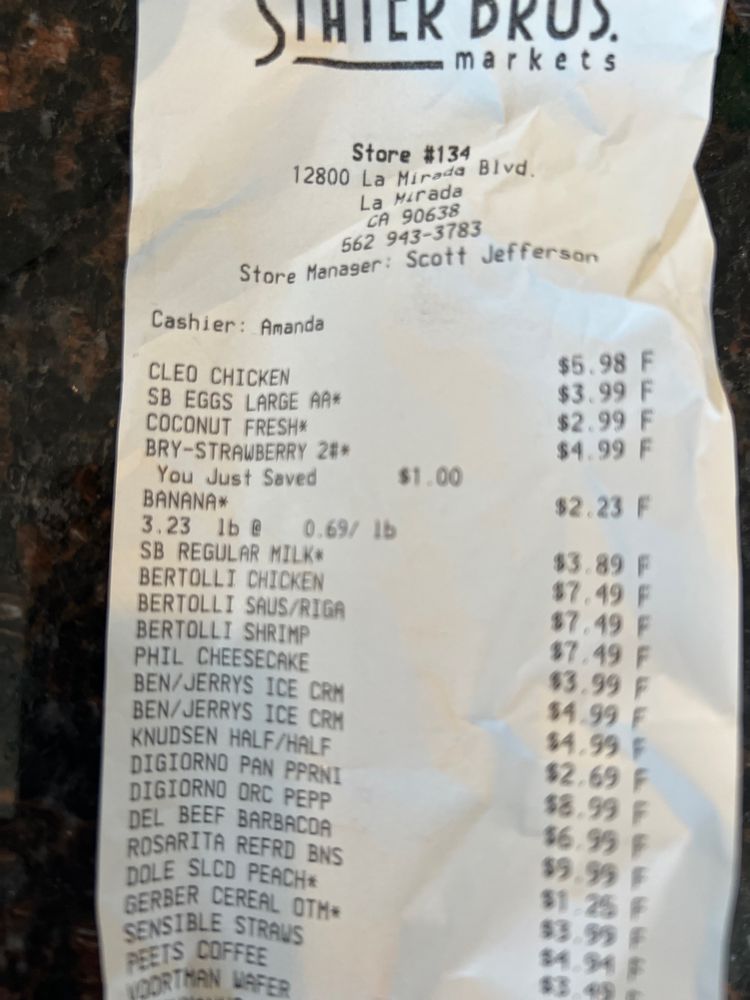 STATER BROS.
markets
Store #134
12800 La Mirada Blvd.
La Mirada
CA 90638
562 943-3783
Store Manager: Scott Jefferson
Cashier: Amanda
CLEO CHICKEN $5.98 F
SB EGGS LARGE AA* $3.99 F
COCONUT FRESH* $2.99 F
BRY-STRAWBERRY 2#* $4.99 F
You Just Saved $1.00
BANANA* $2.23 F
3.23 lb @ 0.69/ lb
SB REGULAR MILK* $3.89 F
BERTOLLI CHICKEN $7.49 F
BERTOLLI SAUS/RIGA $7.49 F
BERTOLLI SHRIMP $7.49 F
PHIL CHEESECAKE $3.99 F
BEN/JERRYS ICE CRM $4.99 F
BEN/JERRYS ICE CRM $4.99 F
KNUDSEN HALF/HALF $2.69 F
DIGIORNO PAN PPRNI $8.99 F
DIGIORNO ORC PEPP $6.99 F
DEL BEEF BARBACOA $9.99 F
ROSARITA REFRD BNS $1.25 F
DOLE SLCD PEACH* $3.99 F
GERBER CEREAL OTM* $4.94 F
SENSIBLE STRAWS $3.49 F
PEETS COFFEE
VOORTMAN WAFER